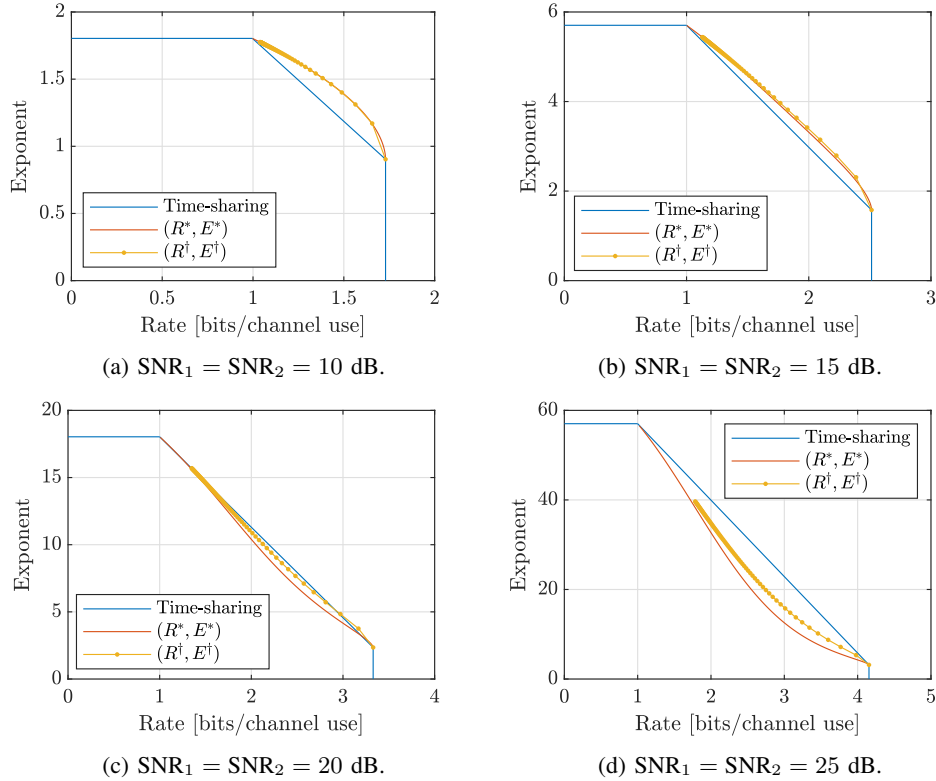 2
1.5
1
0.5
0
Exponent
Time-sharing
(R*, E*)
(R†, E†)
0 0.5 1 1.5 2
Rate [bits/channel use]
(a) SNR₁ = SNR₂ = 10 dB.
6
4
2
0
Exponent
Time-sharing
(R*, E*)
(R†, E†)
0 1 2 3
Rate [bits/channel use]
(b) SNR₁ = SNR₂ = 15 dB.
20
15
10
5
0
Exponent
Time-sharing
(R*, E*)
(R†, E†)
0 1 2 3 4
Rate [bits/channel use]
(c) SNR₁ = SNR₂ = 20 dB.
60
40
20
0
Exponent
Time-sharing
(R*, E*)
(R†, E†)
0 1 2 3 4 5
Rate [bits/channel use]
(d) SNR₁ = SNR₂ = 25 dB.